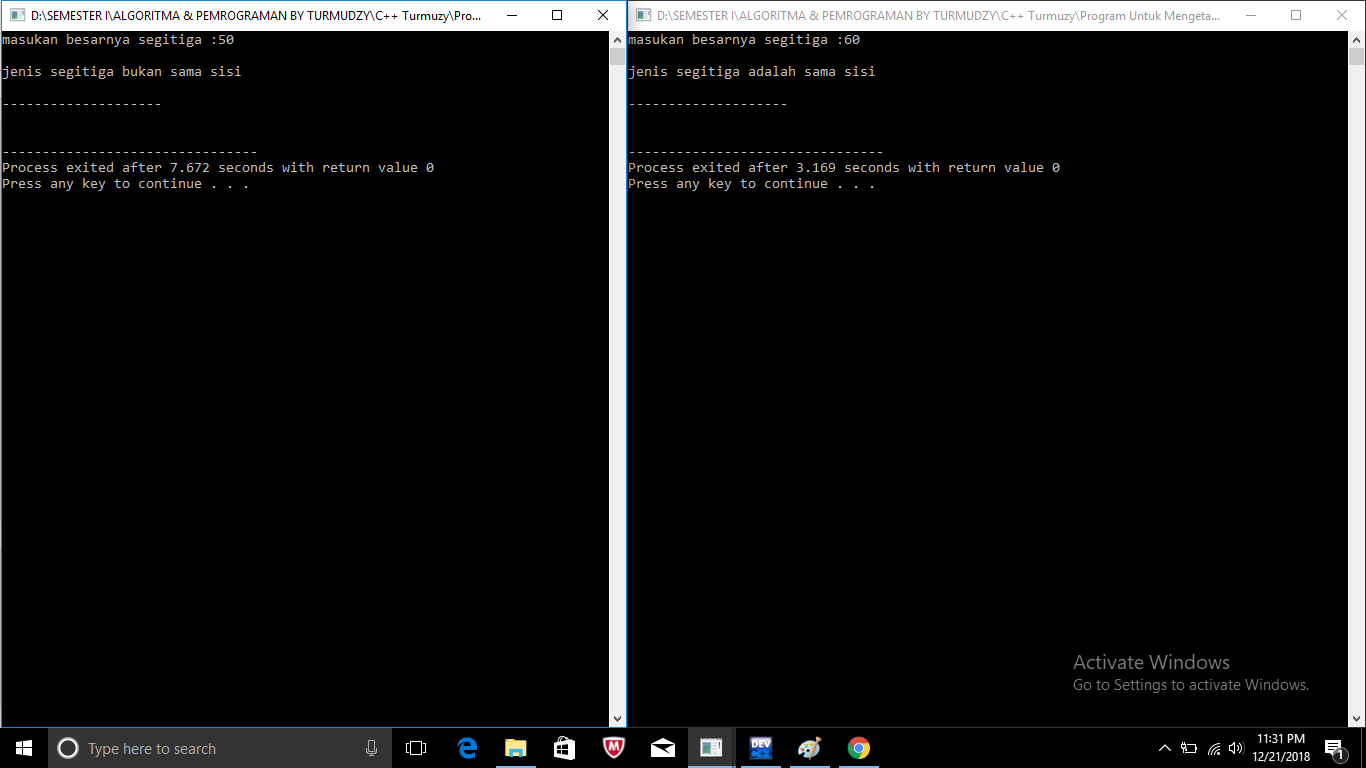 D:\SEMESTER I\ALGORITMA & PEMROGRAMAN BY TURMUDZY\C++ Turmuzy\Pro...
masukan besarnya segitiga :50
jenis segitiga bukan sama sisi
--------------------
--------------------------------
Process exited after 7.672 seconds with return value 0
Press any key to continue . . .
D:\SEMESTER I\ALGORITMA & PEMROGRAMAN BY TURMUDZY\C++ Turmuzy\Program Untuk Mengeta...
masukan besarnya segitiga :60
jenis segitiga adalah sama sisi
--------------------
--------------------------------
Process exited after 3.169 seconds with return value 0
Press any key to continue . . .
Activate Windows
Go to Settings to activate Windows.
Type here to search
DEV
11:31 PM
12/21/2018
1